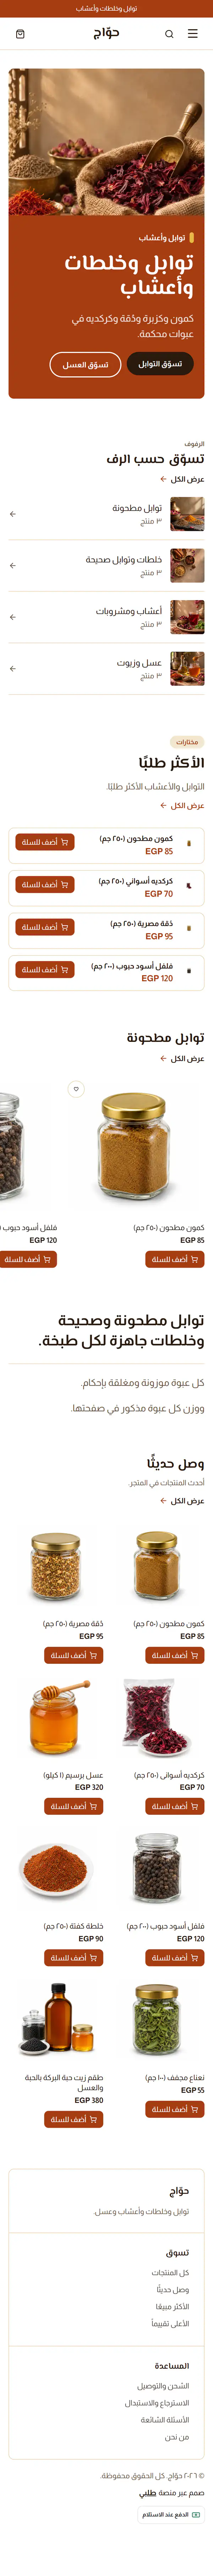 توابل وخلطات وأعشاب
حوّاج
توابل وأعشاب
توابل وخلطات
وأعشاب
كمون وكزبرة ودُقة وكركديه في
عبوات محكمة.
تسوّق التوابل
تسوّق العسل
الرفوف
تسوّق حسب الرف
عرض الكل
توابل مطحونة
٣ منتج
خلطات وتوابل صحيحة
٣ منتج
أعشاب ومشروبات
٣ منتج
عسل وزيوت
٣ منتج
مختارات
الأكثر طلبًا
التوابل والأعشاب الأكثر طلبًا.
عرض الكل
كمون مطحون (٢٥٠ جم)
EGP 85
أضف للسلة
كركديه أسواني (٢٥٠ جم)
EGP 70
أضف للسلة
دُقة مصرية (٢٥٠ جم)
EGP 95
أضف للسلة
فلفل أسود حبوب (٢٠٠ جم)
EGP 120
أضف للسلة
توابل مطحونة
عرض الكل
كمون مطحون (٢٥٠ جم)
EGP 85
أضف للسلة
فلفل أسود حبوب (
EGP 120
أضف للسلة
توابل مطحونة وصحيحة
وخلطات جاهزة لكل طبخة.
كل عبوة موزونة ومغلقة بإحكام.
ووزن كل عبوة مذكور في صفحتها.
وصل حديثًا
أحدث المنتجات في المتجر.
عرض الكل
كمون مطحون (٢٥٠ جم)
EGP 85
أضف للسلة
دُقة مصرية (٢٥٠ جم)
EGP 95
أضف للسلة
كركديه أسواني (٢٥٠ جم)
EGP 70
أضف للسلة
عسل برسيم (١ كيلو)
EGP 320
أضف للسلة
فلفل أسود حبوب (٢٠٠ جم)
EGP 120
أضف للسلة
خلطة كفتة (٢٥٠ جم)
EGP 90
أضف للسلة
نعناع مجفف (١٠٠ جم)
EGP 55
أضف للسلة
طقم زيت حبة البركة بالحبة
والعسل
EGP 380
أضف للسلة
حوّاج
توابل وخلطات وأعشاب وعسل.
تسوق
كل المنتجات
وصل حديثًا
الأكثر مبيعًا
الأعلى تقييماً
المساعدة
الشحن والتوصيل
الاسترجاع والاستبدال
الأسئلة الشائعة
من نحن
© ٢٠٢٦ حوّاج. كل الحقوق محفوظة.
صمم عبر منصة طلبي
الدفع عند الاستلام